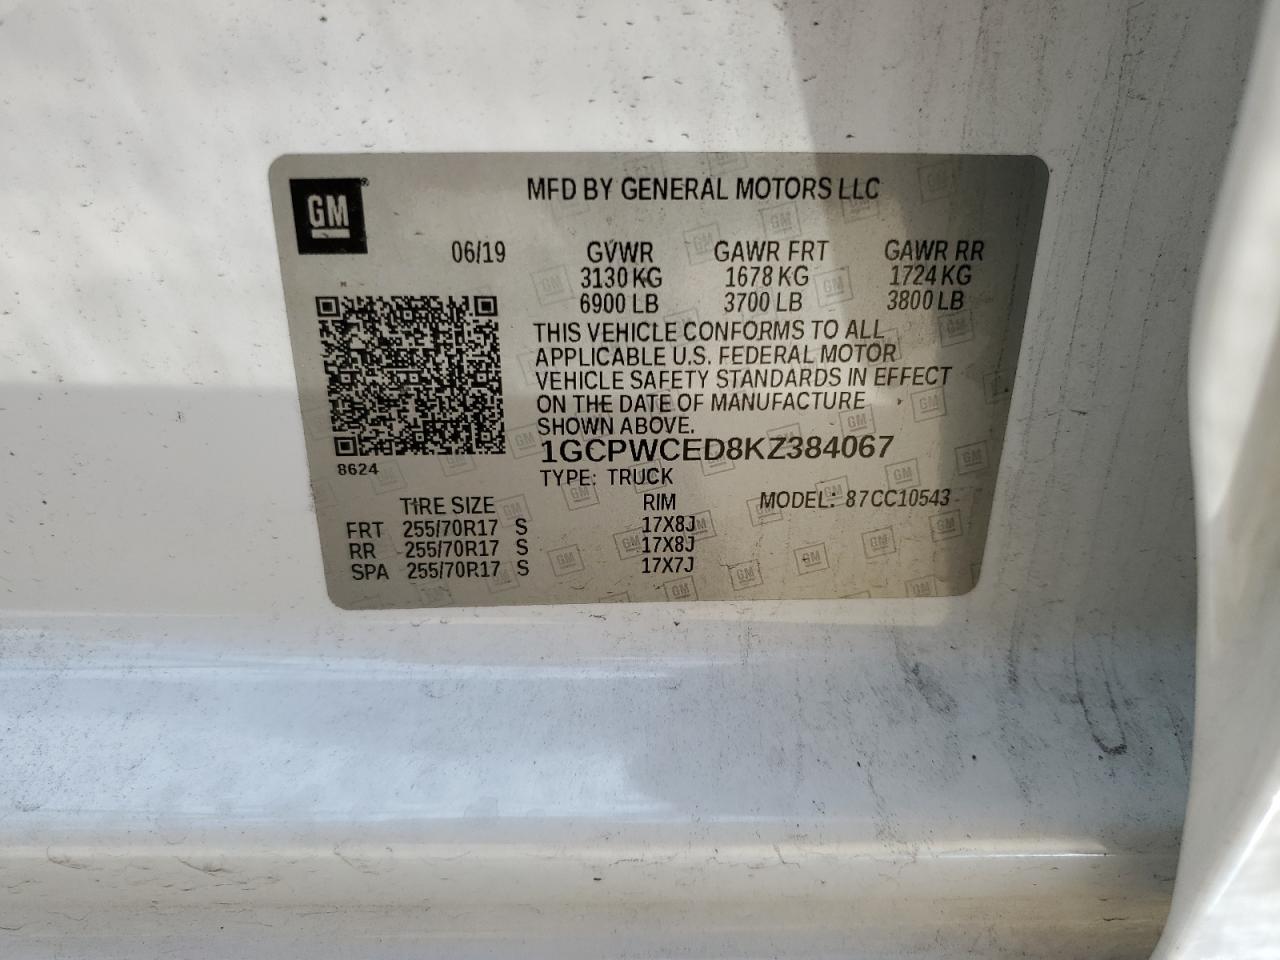 GM
MFD BY GENERAL MOTORS LLC
06/19 GVWR GAWR FRT GAWR RR
3130 KG 1678 KG 1724 KG
6900 LB 3700 LB 3800 LB
THIS VEHICLE CONFORMS TO ALL
APPLICABLE U.S. FEDERAL MOTOR
VEHICLE SAFETY STANDARDS IN EFFECT
ON THE DATE OF MANUFACTURE
SHOWN ABOVE.
1GCPWCED8KZ384067
8624
TYPE: TRUCK
TIRE SIZE RIM MODEL: 87CC10543
FRT 255/70R17 S 17X8J
RR 255/70R17 S 17X8J
SPA 255/70R17 S 17X7J